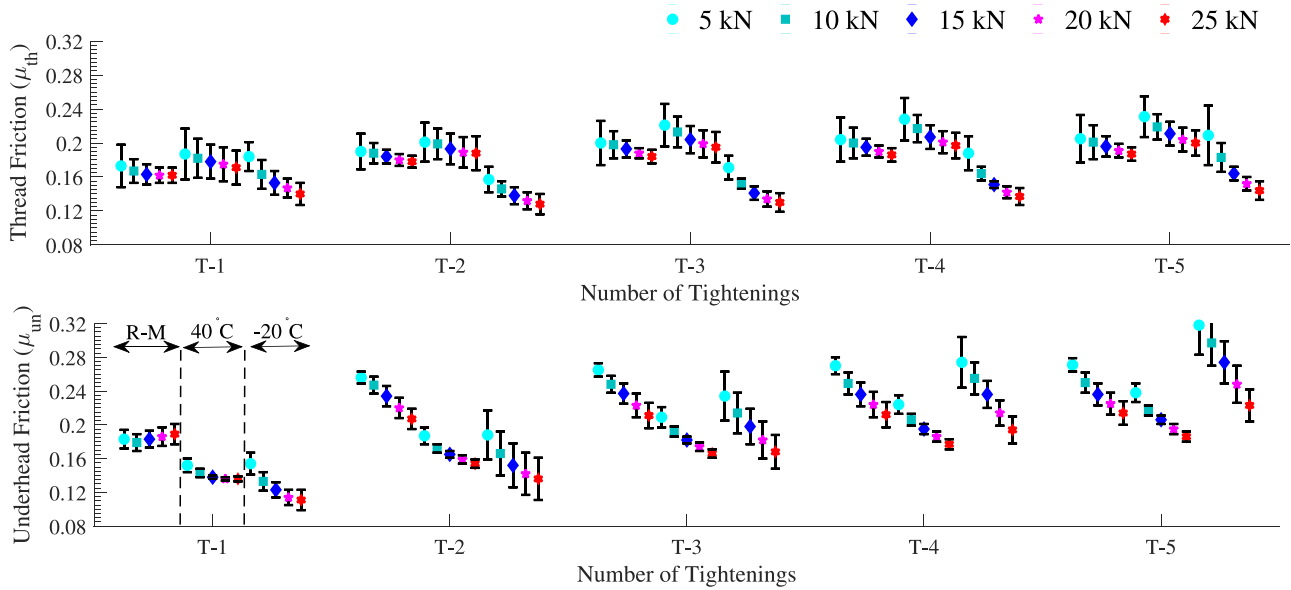 5 kN 10 kN 15 kN 20 kN 25 kN
Thread Friction (μth)
0.32
0.28
0.24
0.2
0.16
0.12
0.08
T-1 T-2 T-3 T-4 T-5
Number of Tightenings
Underhead Friction (μun)
0.32
0.28
0.24
0.2
0.16
0.12
0.08
R-M 40°C -20°C
T-1 T-2 T-3 T-4 T-5
Number of Tightenings